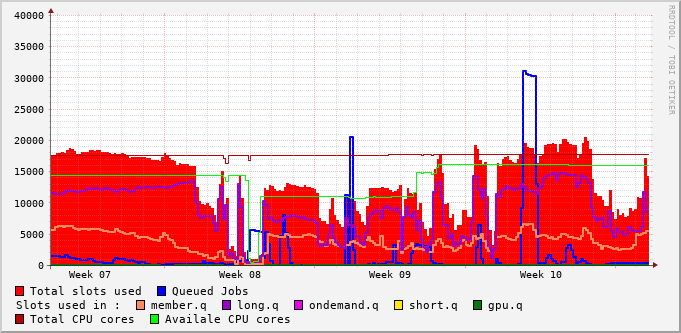 40000
35000
30000
25000
20000
15000
10000
5000
0
Week 07 Week 08 Week 09 Week 10
RRDTOOL / TOBI OETIKER
Total slots used Queued Jobs
Slots used in : member.q long.q ondemand.q short.q gpu.q
Total CPU cores Availale CPU cores